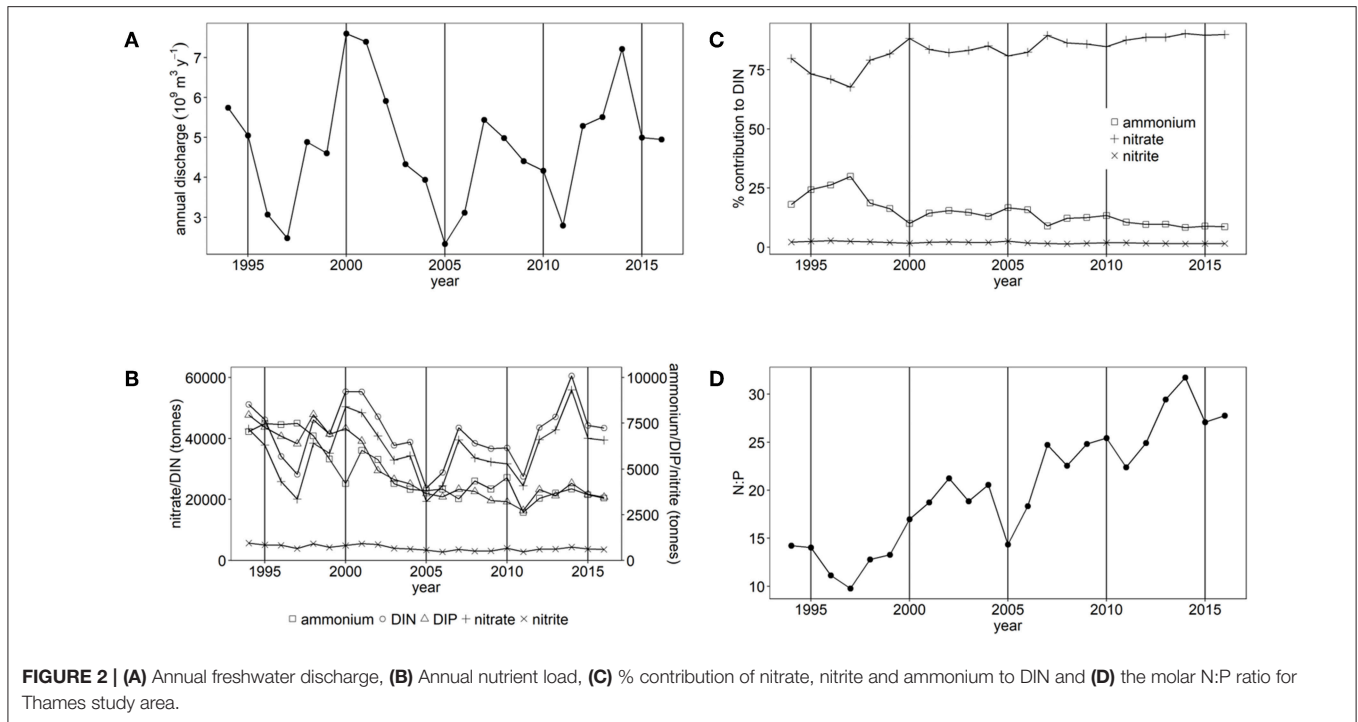 A
annual discharge (10⁹ m³ y⁻¹)
7
6
5
4
3
1995 2000 2005 2010 2015
year
C
% contribution to DIN
75
50
25
0
ammonium
nitrate
nitrite
1995 2000 2005 2010 2015
year
B
nitrate/DIN (tonnes)
60000
40000
20000
0
10000
7500
5000
2500
0
ammonium/DIP/nitrite (tonnes)
1995 2000 2005 2010 2015
year
ammonium DIN DIP nitrate nitrite
D
N:P
30
25
20
15
10
1995 2000 2005 2010 2015
year
FIGURE 2 | (A) Annual freshwater discharge, (B) Annual nutrient load, (C) % contribution of nitrate, nitrite and ammonium to DIN and (D) the molar N:P ratio for
Thames study area.